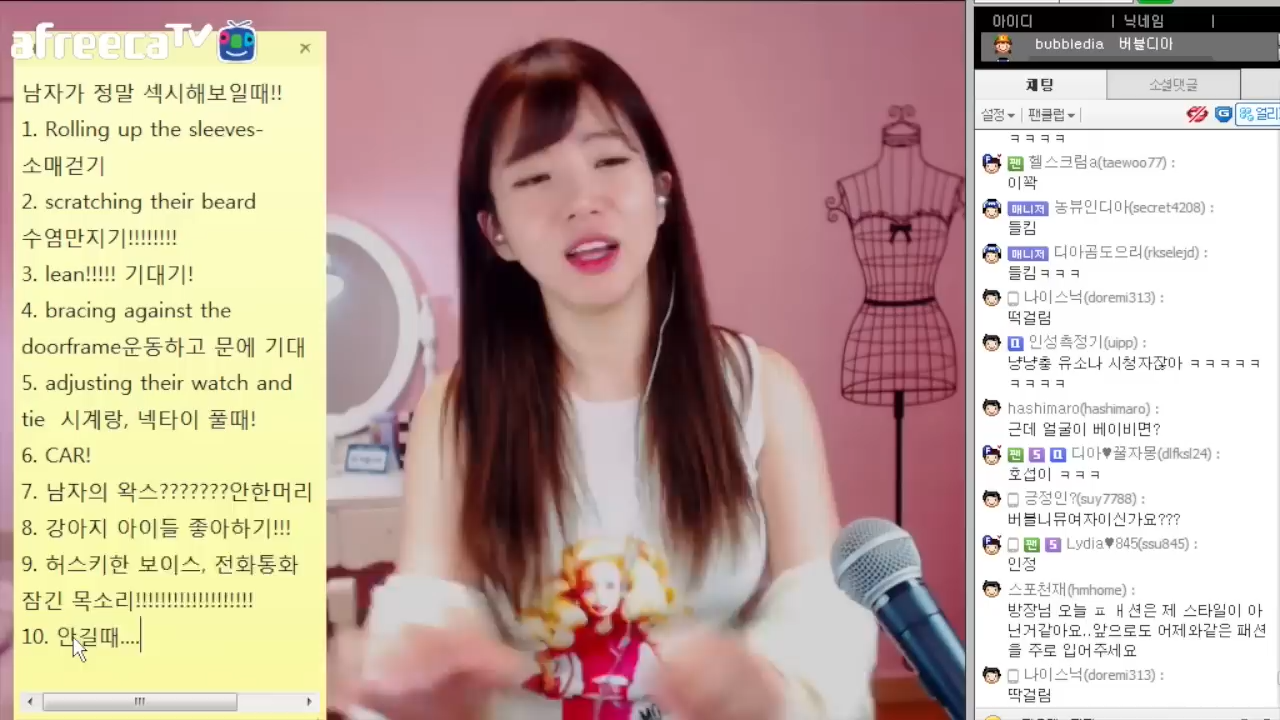 afreecaTV
남자가 정말 섹시해보일때!!
1. Rolling up the sleeves-
소매걷기
2. scratching their beard
수염만지기!!!!!!!!
3. lean!!!!! 기대기!
4. bracing against the
doorframe운동하고 문에 기대
5. adjusting their watch and
tie 시계랑, 넥타이 풀때!
6. CAR!
7. 남자의 왁스???????안한머리
8. 강아지 아이들 좋아하기!!!
9. 허스키한 보이스, 전화통화
잠긴 목소리!!!!!!!!!!!!!!!!!!!
10. 안길때....
아이디 | 닉네임 |
bubbledia 버블디아
채팅 소셜댓글
설정 팬클럽
ㅋㅋㅋㅋ
팬 헬스크림a(taewoo77) :
이꽉
매니저 농뷰인디아(secret4208) :
들킴
매니저 디아곰도으리(rkselejd) :
들킴ㅋㅋㅋ
나이스닉(doremi313) :
떡걸림
인성측정기(uipp) :
냥냥춯 유소나 시청자잖아 ㅋㅋㅋㅋㅋ
ㅋㅋㅋㅋ
hashimaro(hashimaro) :
근데 얼굴이 베이비면?
팬 S 디아♥꿀자몽(dlfksl24) :
호섭이 ㅋㅋㅋ
긍정인?(suy7788) :
버블니뮤여자이신가요???
팬 S Lydia♥845(ssu845) :
인정
스포천재(hmhome) :
방장님 오늘 ㅍ ㅐ션은 제 스타일이 아
닌거같아요..앞으로도 어제와같은 패션
을 주로 입어주세요
나이스닉(doremi313) :
딱걸림